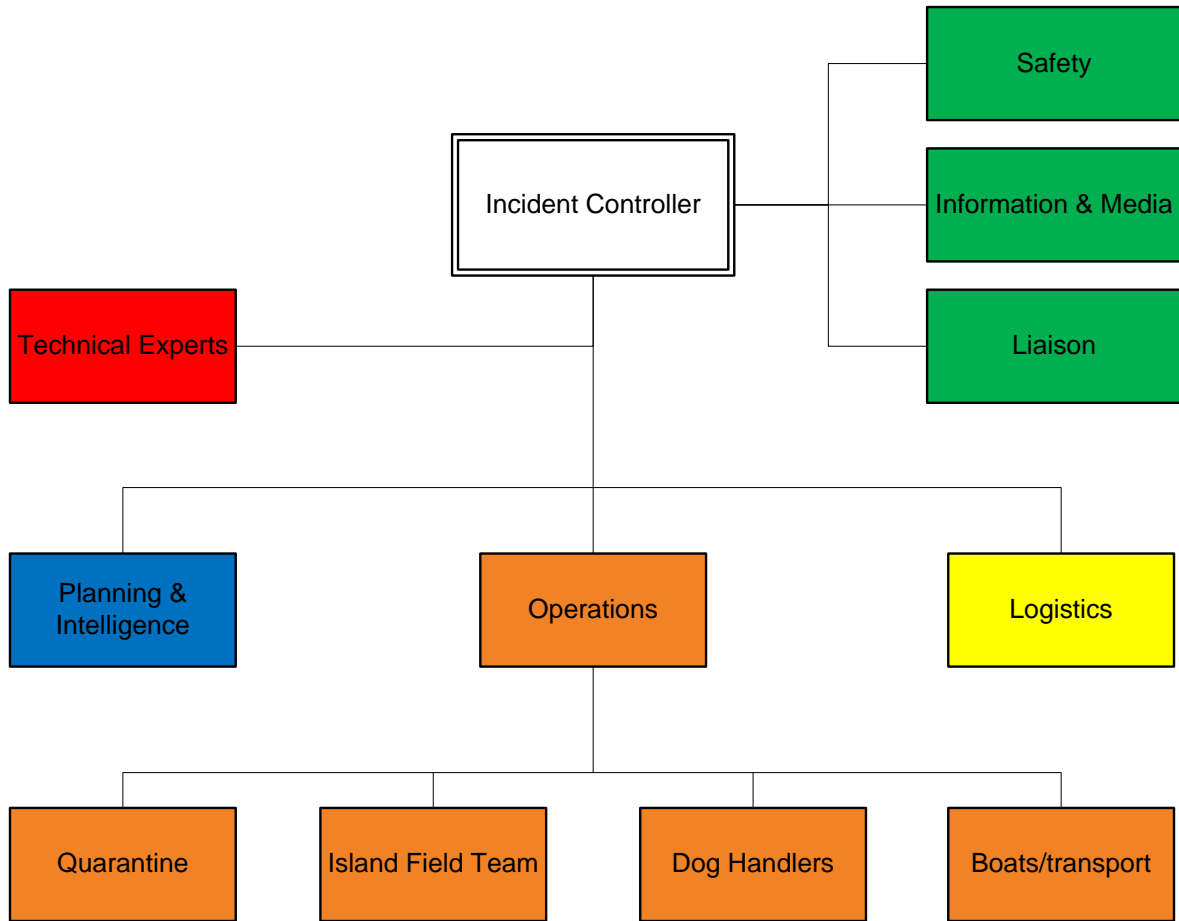 Safety
Incident Controller
Information & Media
Technical Experts
Liaison
Planning &
Intelligence
Operations
Logistics
Quarantine
Island Field Team
Dog Handlers
Boats/transport